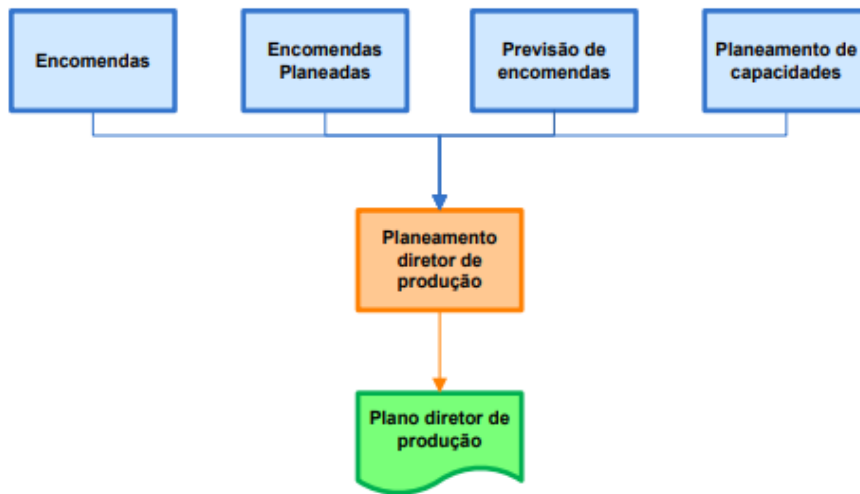 Encomendas
Encomendas
Planeadas
Previsão de
encomendas
Planeamento de
capacidades
Planeamento
diretor de
produção
Plano diretor de
produção